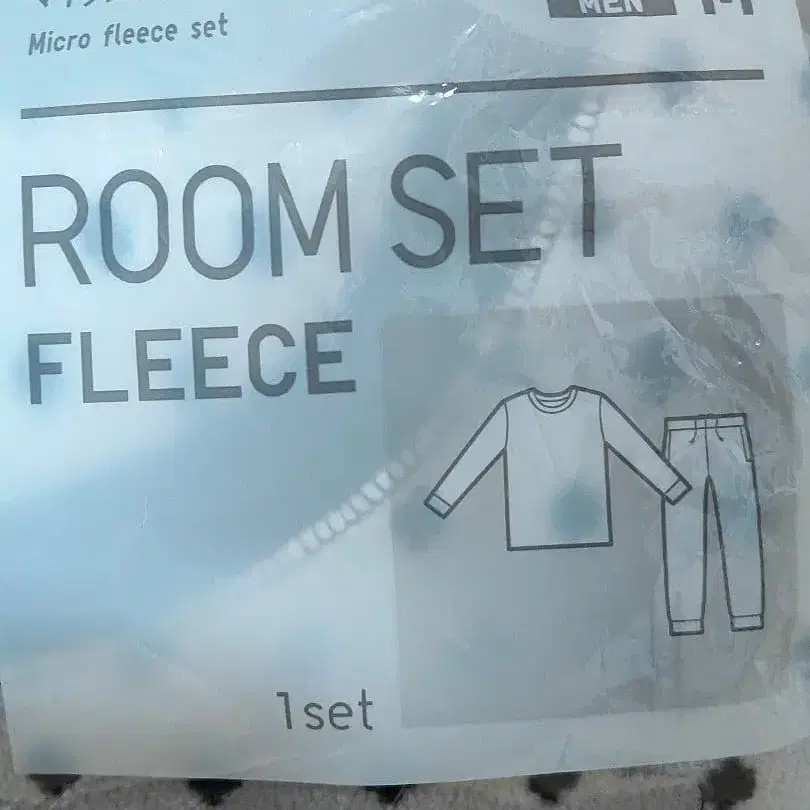 MEN M
Micro fleece set
ROOM SET
FLEECE
1set